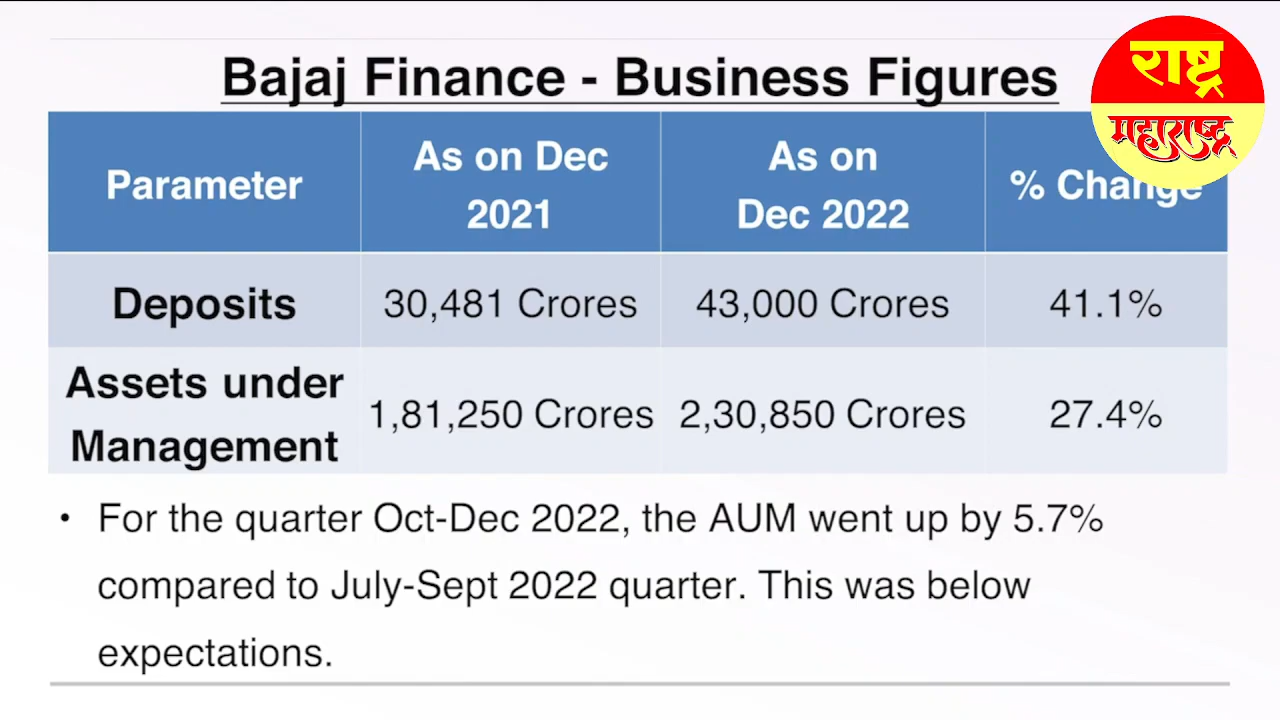 Bajaj Finance - Business Figures
राष्ट्र
महाराष्ट्र
Parameter
As on Dec
2021
As on
Dec 2022
% Change
Deposits
30,481 Crores
43,000 Crores
41.1%
Assets under
Management
1,81,250 Crores
2,30,850 Crores
27.4%
• For the quarter Oct-Dec 2022, the AUM went up by 5.7%
compared to July-Sept 2022 quarter. This was below
expectations.